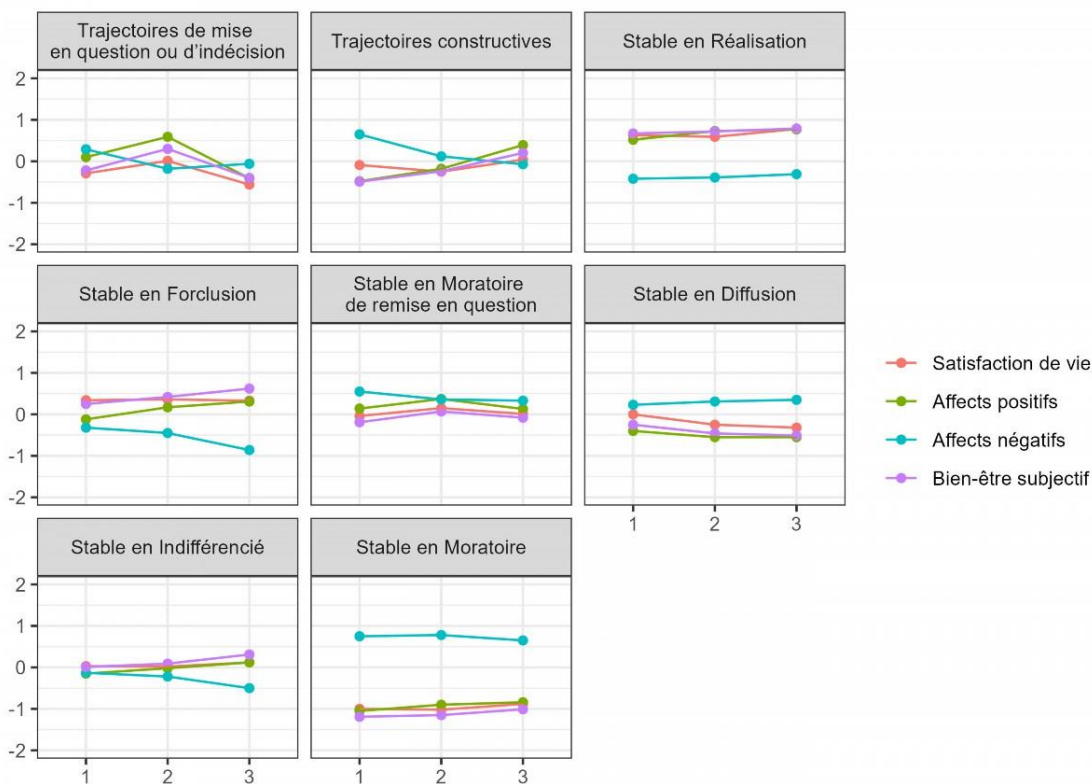 Trajectoires de mise
en question ou d'indécision
Trajectoires constructives
Stable en Réalisation
2
1
0
-1
-2
Stable en Forclusion
Stable en Moratoire
de remise en question
Stable en Diffusion
2
1
0
-1
-2
1 2 3
Satisfaction de vie
Affects positifs
Affects négatifs
Bien-être subjectif
Stable en Indifférencié
Stable en Moratoire
2
1
0
-1
-2
1 2 3
1 2 3